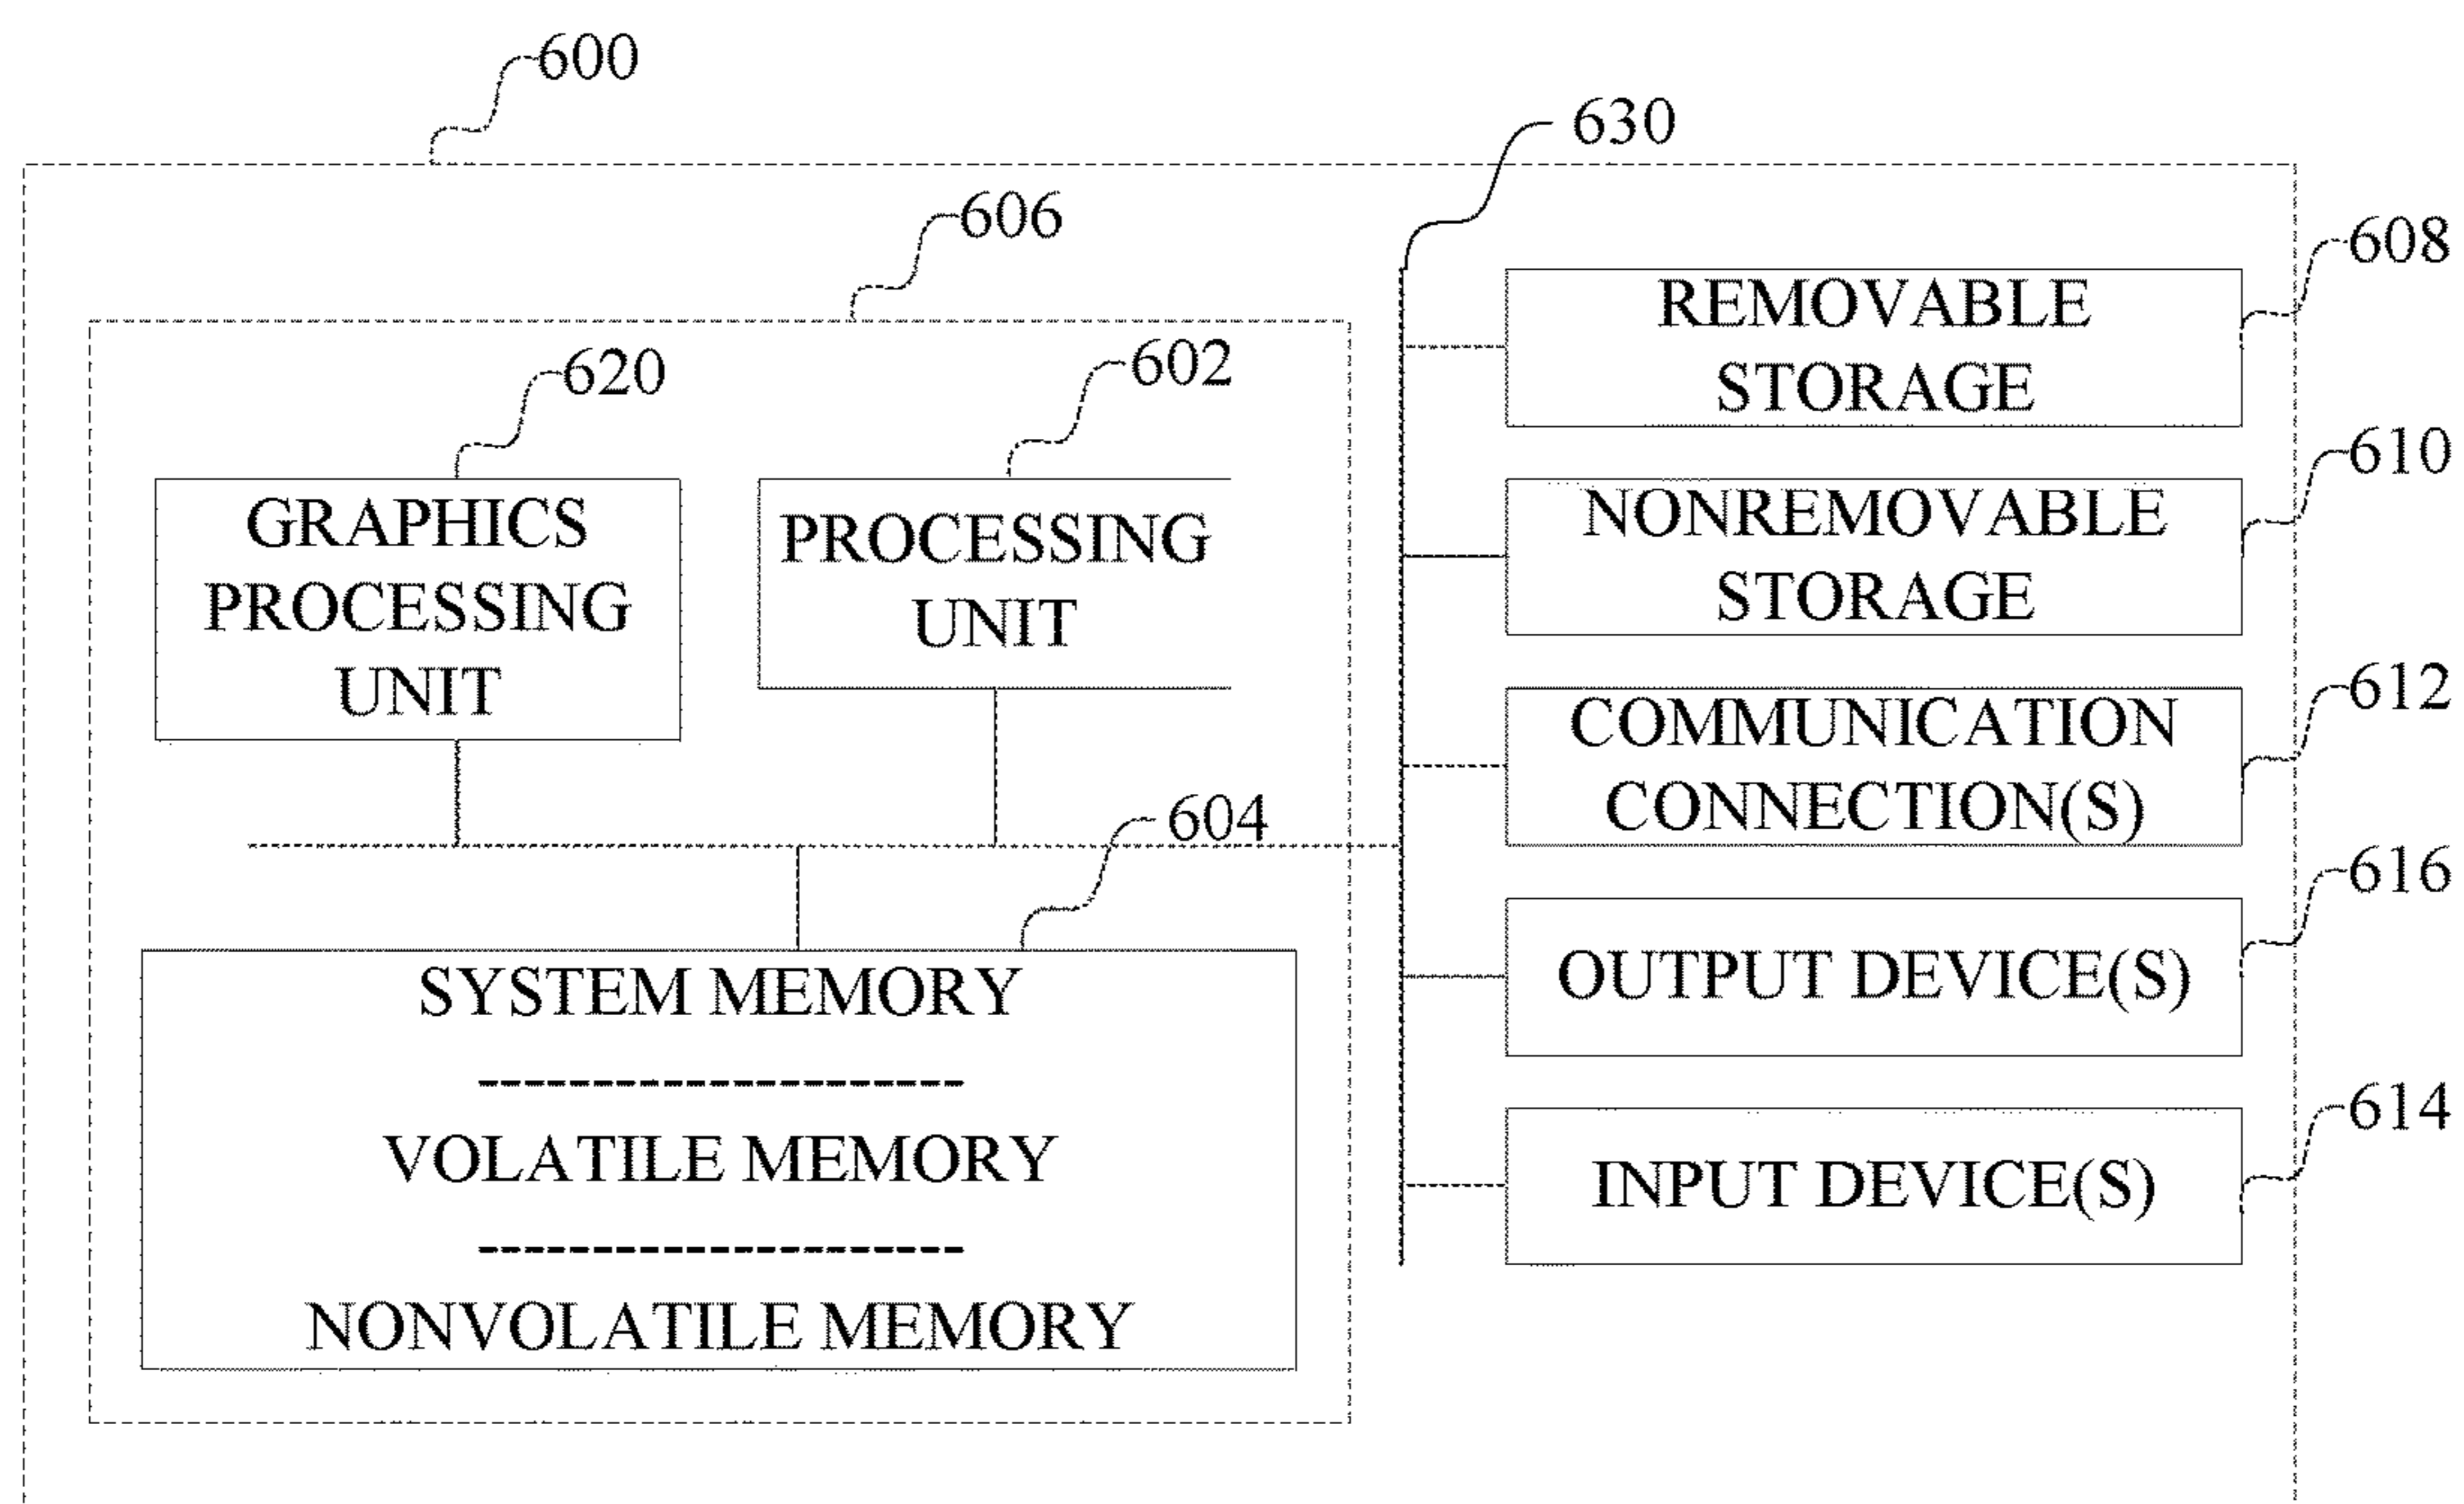 600
630
606
608
REMOVABLE
STORAGE
620
602
610
GRAPHICS
PROCESSING
UNIT
PROCESSING
UNIT
NONREMOVABLE
STORAGE
612
COMMUNICATION
CONNECTION(S)
604
616
SYSTEM MEMORY
OUTPUT DEVICE(S)
VOLATILE MEMORY
614
INPUT DEVICE(S)
NONVOLATILE MEMORY